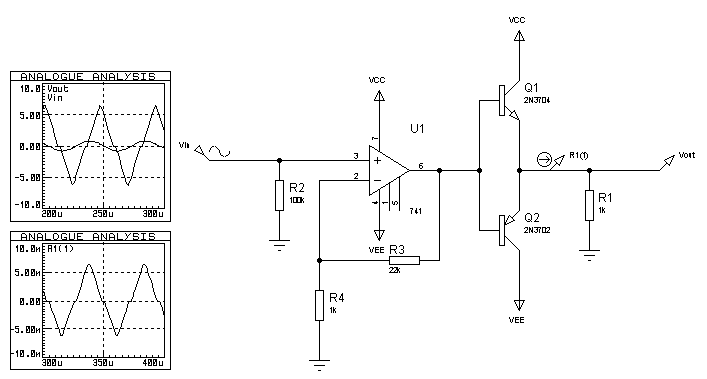 ANALOGUE ANALYSIS
10.0
Vout
Vin
5.00
0.00
-5.00
-10.0
200u 250u 300u
ANALOGUE ANALYSIS
10.0m
R1(1)
5.00m
0.00
-5.00m
-10.0m
300u 350u 400u
Vin
R2
100k
VCC
7
U1
3
2
6
4
1
5
741
VEE
R3
22k
R4
1k
VCC
Q1
2N3704
R1(1)
Vout
R1
1k
Q2
2N3702
VEE